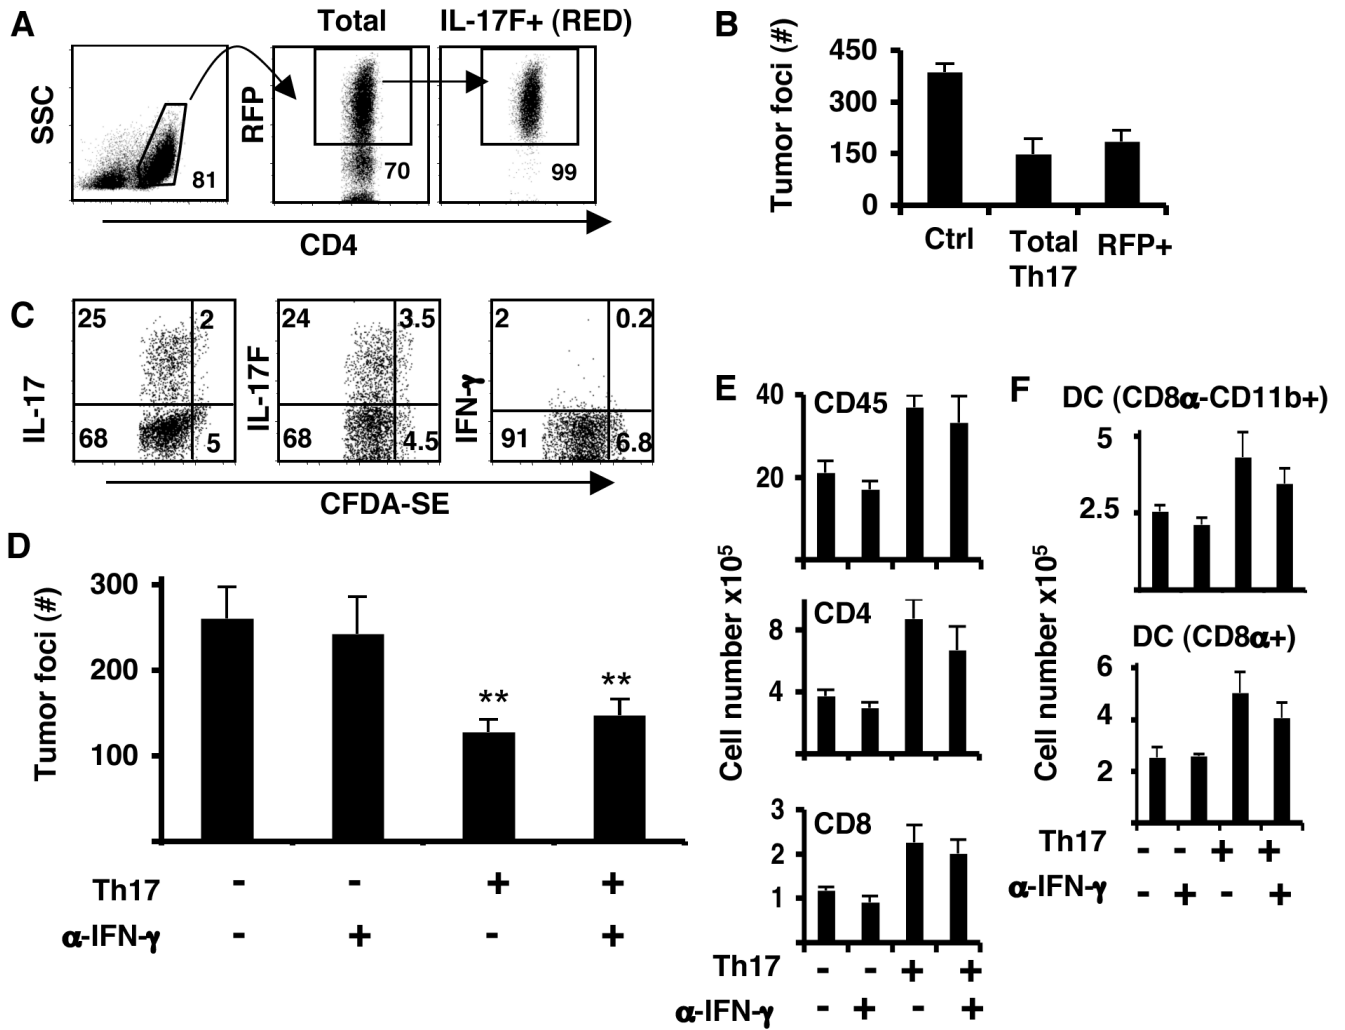 A
Total
IL-17F+ (RED)
SSC
81
RFP
70
99
CD4
B
Tumor foci (#)
450
300
150
0
Ctrl
Total
Th17
RFP+
C
IL-17
25
2
68
5
IL-17F
24
3.5
68
4.5
IFN-γ
2
0.2
91
6.8
CFDA-SE
D
Tumor foci (#)
300
200
100
**
**
Th17
- - + +
α-IFN-γ
- + - +
E
Cell number x10⁵
40
20
CD45
8
4
CD4
3
2
1
CD8
Th17
- - + +
α-IFN-γ
- + - +
F
DC (CD8α-CD11b+)
5
2.5
Cell number x10⁵
DC (CD8α+)
6
4
2
Th17
- - + +
α-IFN-γ
- + - +